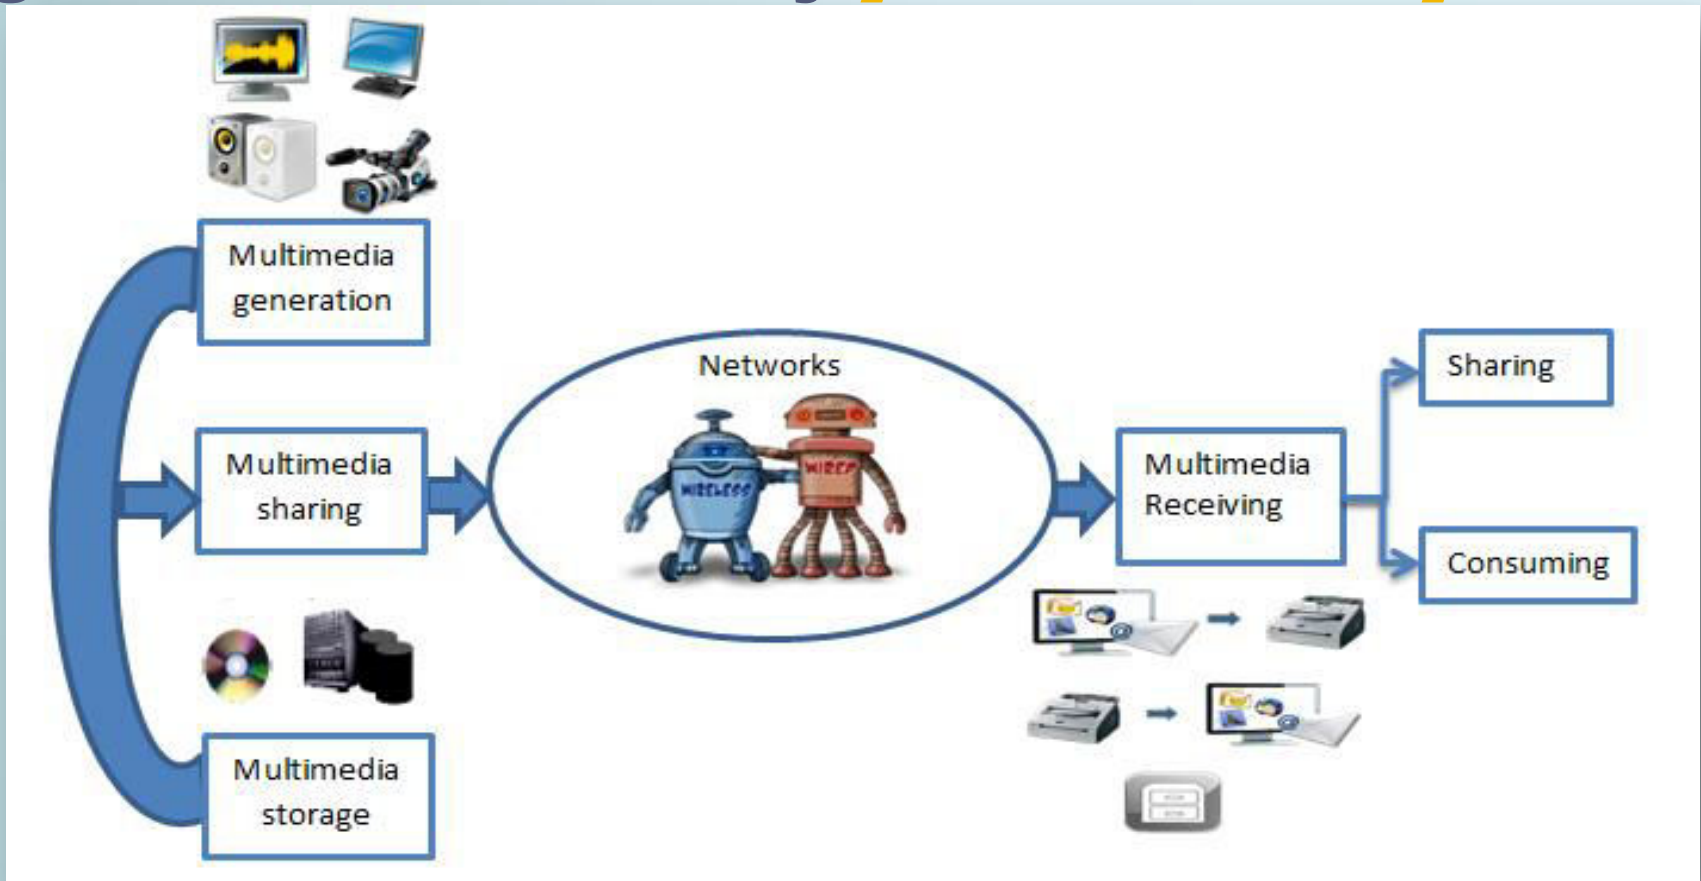 Multimedia
generation
Networks
WIRELESS
WIRED
Sharing
Multimedia
sharing
Multimedia
Receiving
Consuming
Multimedia
storage